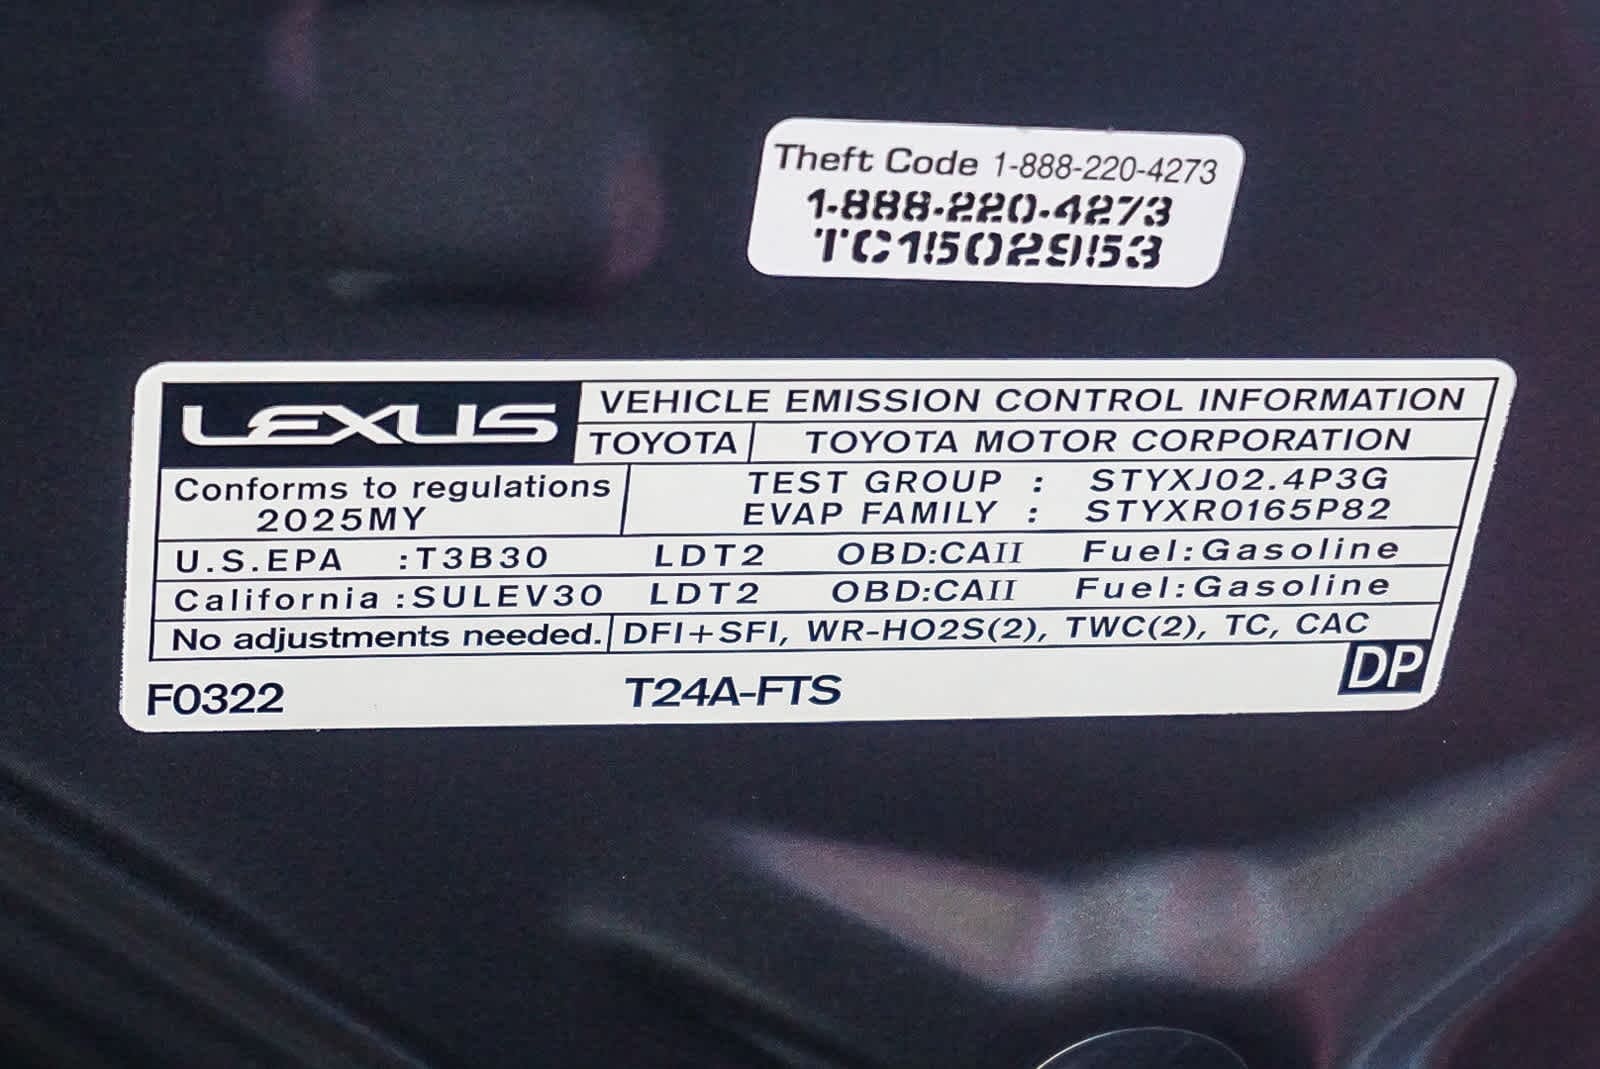 Theft Code 1-888-220-4273
1-888-220-4273
TC1502953
LEXUS
VEHICLE EMISSION CONTROL INFORMATION
TOYOTA TOYOTA MOTOR CORPORATION
Conforms to regulations
2025MY
TEST GROUP : STYXJ02.4P3G
EVAP FAMILY : STYXR0165P82
U.S.EPA :T3B30 LDT2 OBD:CAII Fuel:Gasoline
California :SULEV30 LDT2 OBD:CAII Fuel:Gasoline
No adjustments needed. DFI+SFI, WR-HO2S(2), TWC(2), TC, CAC
F0322 T24A-FTS DP